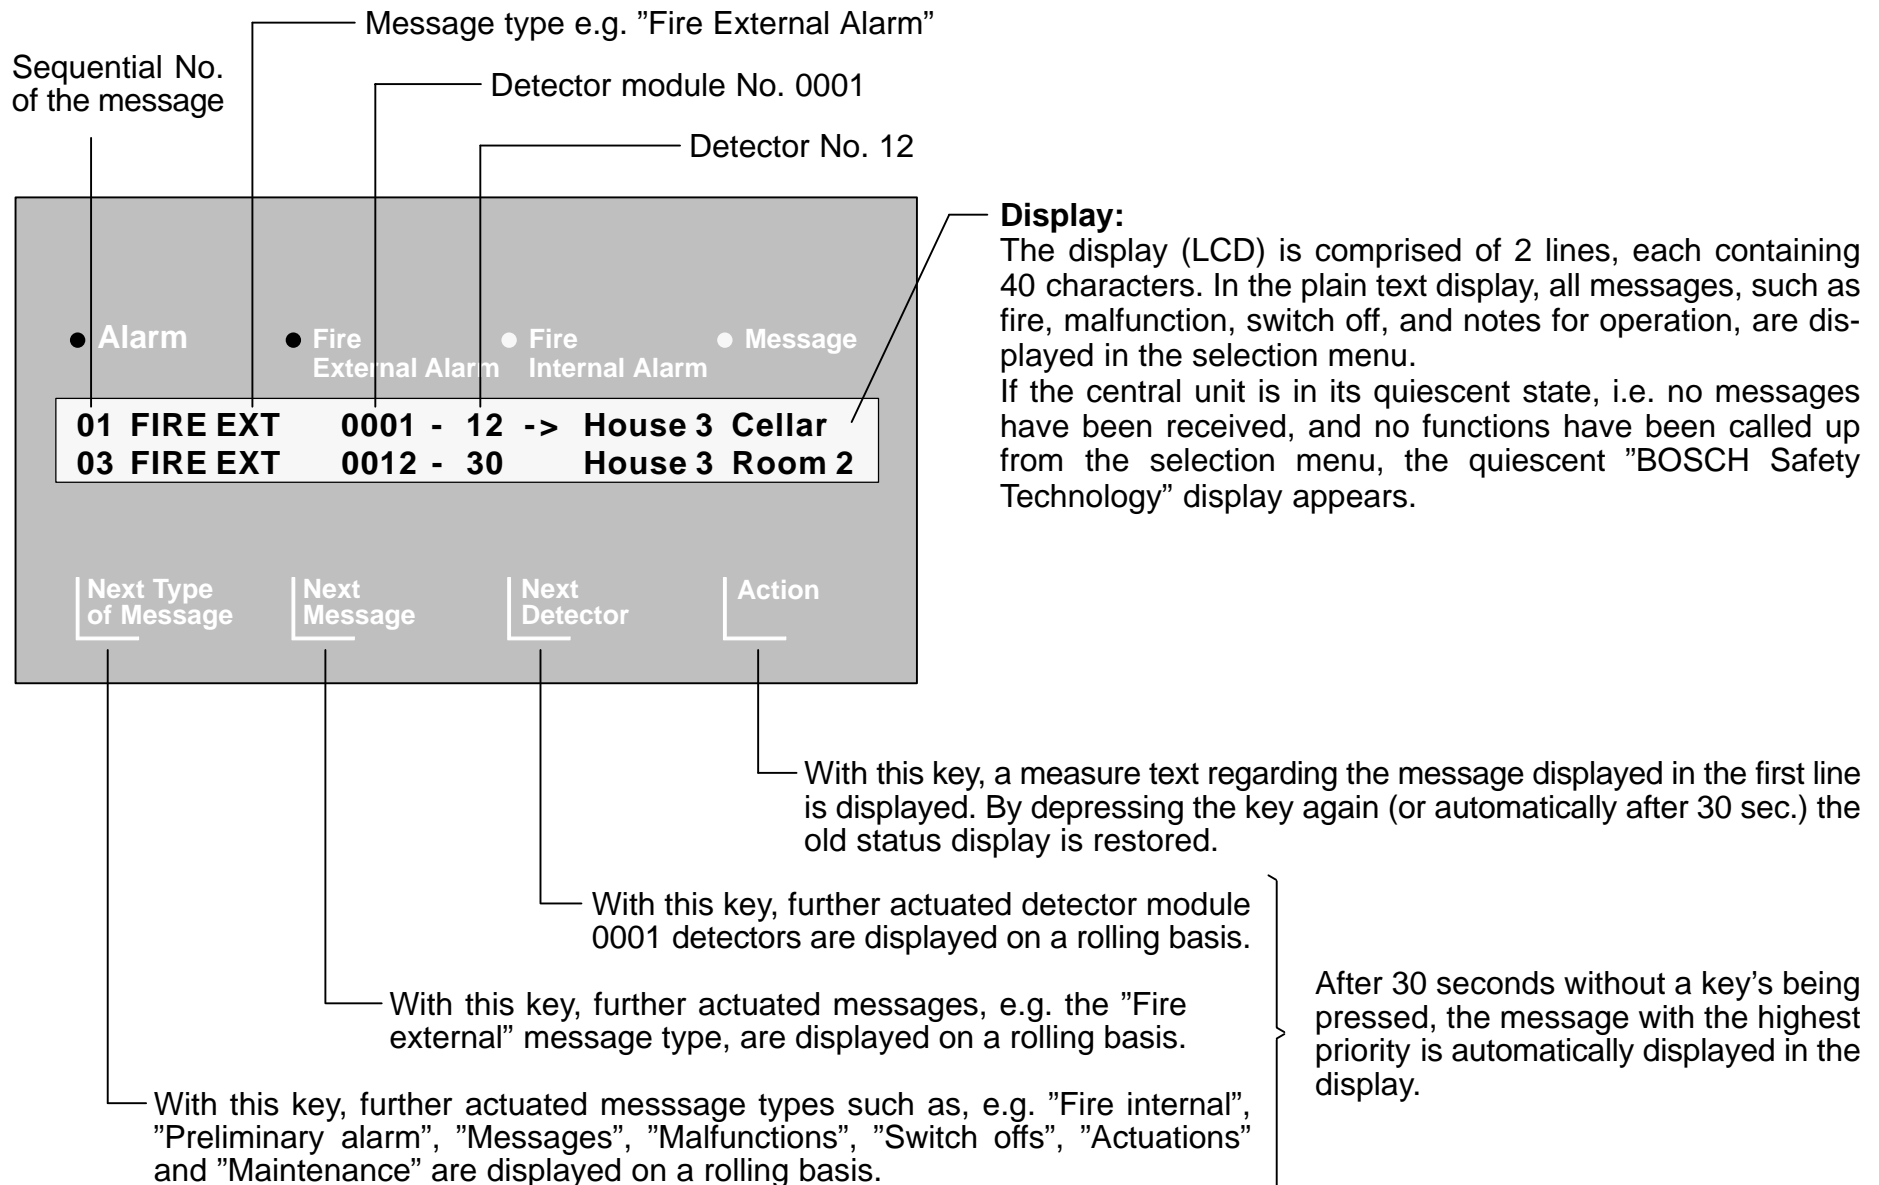 Message type e.g. ”Fire External Alarm”
Sequential No.
of the message
Detector module No. 0001
Detector No. 12
Display:
The display (LCD) is comprised of 2 lines, each containing
40 characters. In the plain text display, all messages, such as
fire, malfunction, switch off, and notes for operation, are dis-
played in the selection menu.
If the central unit is in its quiescent state, i.e. no messages
have been received, and no functions have been called up
from the selection menu, the quiescent ”BOSCH Safety
Technology” display appears.
Alarm
Fire
External Alarm
Fire
Internal Alarm
Message
01 FIRE EXT 0001 - 12 -> House 3 Cellar
03 FIRE EXT 0012 - 30 House 3 Room 2
Next Type
of Message
Next
Message
Next
Detector
Action
With this key, a measure text regarding the message displayed in the first line
is displayed. By depressing the key again (or automatically after 30 sec.) the
old status display is restored.
With this key, further actuated detector module
0001 detectors are displayed on a rolling basis.
With this key, further actuated messages, e.g. the ”Fire
external” message type, are displayed on a rolling basis.
After 30 seconds without a key’s being
pressed, the message with the highest
priority is automatically displayed in the
display.
With this key, further actuated messsage types such as, e.g. ”Fire internal”,
”Preliminary alarm”, ”Messages”, ”Malfunctions”, ”Switch offs”, ”Actuations”
and ”Maintenance” are displayed on a rolling basis.